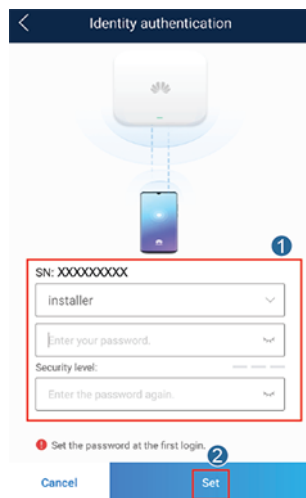 Identity authentication
1
SN: XXXXXXXXX
installer
Enter your password.
Security level:
Enter the password again.
Set the password at the first login.
2
Cancel
Set